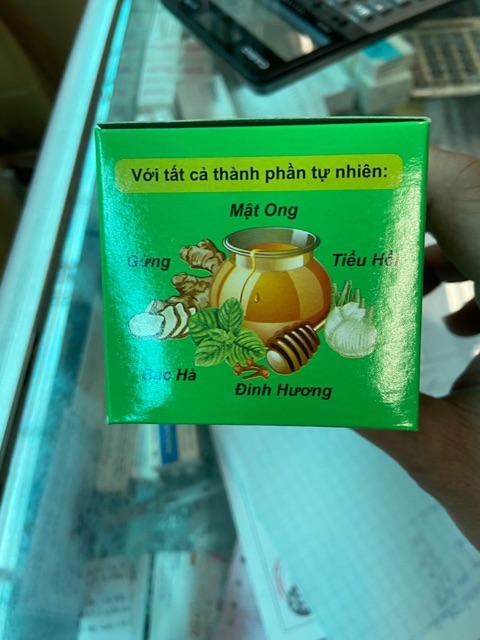 Với tất cả thành phần tự nhiên:
Mật Ong
Gừng
Tiểu Hồi
Bạc Hà
Đinh Hương